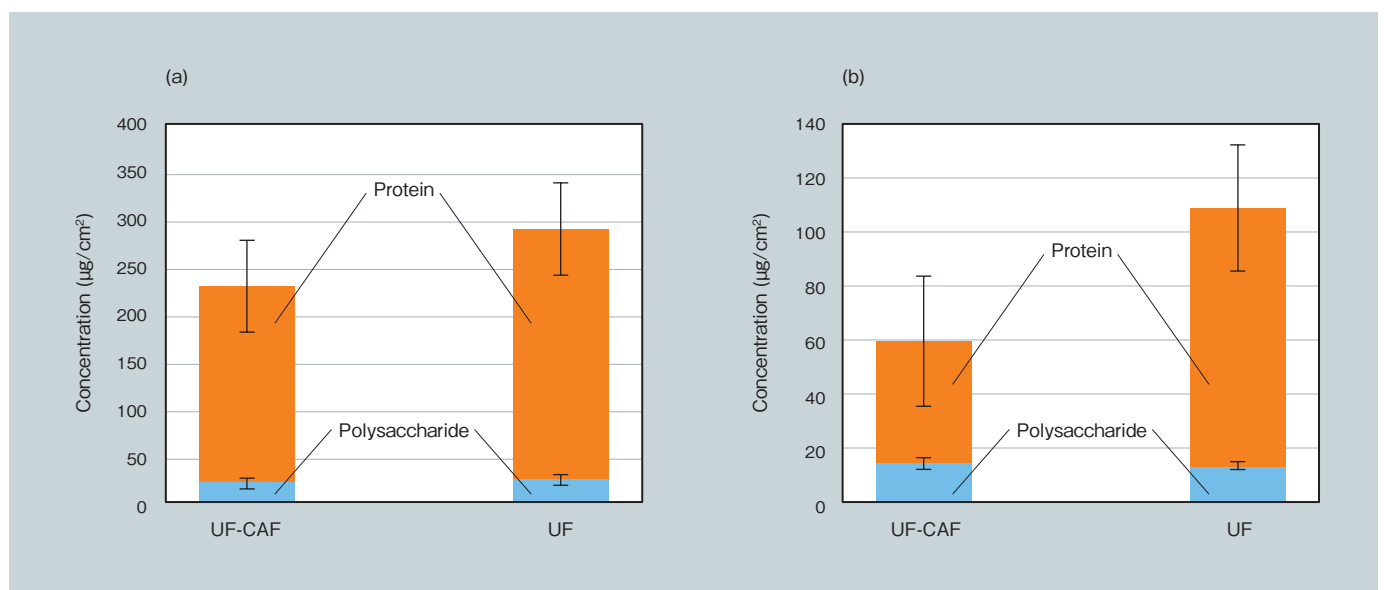 (a)
400
350
300
250
200
150
100
50
0
Concentration (µg/cm²)
Protein
Polysaccharide
UF-CAF
UF
(b)
140
120
100
80
60
40
20
0
Concentration (µg/cm²)
Protein
Polysaccharide
UF-CAF
UF